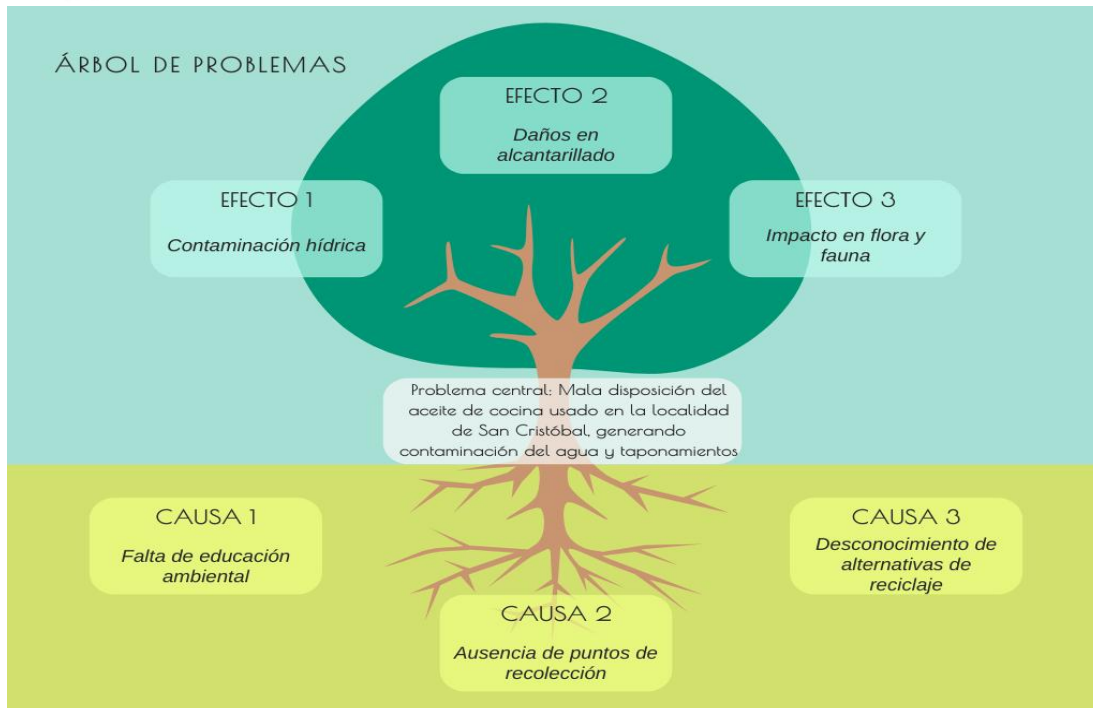 ÁRBOL DE PROBLEMAS
EFECTO 2
Daños en
alcantarillado
EFECTO 1
Contaminación hídrica
EFECTO 3
Impacto en flora y
fauna
Problema central: Mala disposición del
aceite de cocina usado en la localidad
de San Cristóbal, generando
contaminación del agua y taponamientos
CAUSA 1
Falta de educación
ambiental
CAUSA 2
Ausencia de puntos de
recolección
CAUSA 3
Desconocimiento de
alternativas de
reciclaje